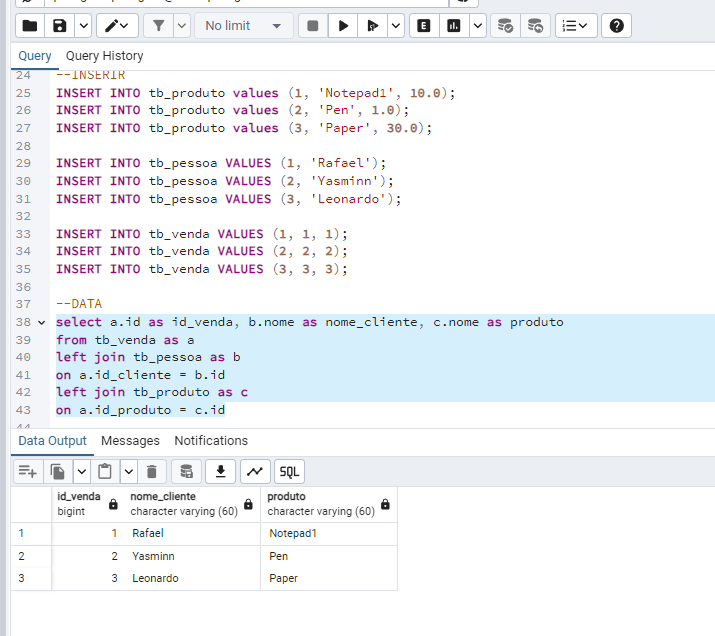 No limit
E
Query Query History
24 --INSERIR
25 INSERT INTO tb_produto values (1, 'Notepad1', 10.0);
26 INSERT INTO tb_produto values (2, 'Pen', 1.0);
27 INSERT INTO tb_produto values (3, 'Paper', 30.0);
28
29 INSERT INTO tb_pessoa VALUES (1, 'Rafael');
30 INSERT INTO tb_pessoa VALUES (2, 'Yasminn');
31 INSERT INTO tb_pessoa VALUES (3, 'Leonardo');
32
33 INSERT INTO tb_venda VALUES (1, 1, 1);
34 INSERT INTO tb_venda VALUES (2, 2, 2);
35 INSERT INTO tb_venda VALUES (3, 3, 3);
36
37 --DATA
38 select a.id as id_venda, b.nome as nome_cliente, c.nome as produto
39 from tb_venda as a
40 left join tb_pessoa as b
41 on a.id_cliente = b.id
42 left join tb_produto as c
43 on a.id_produto = c.id
44
Data Output Messages Notifications
SQL
id_venda nome_cliente produto
bigint character varying (60) character varying (60)
1 1 Rafael Notepad1
2 2 Yasminn Pen
3 3 Leonardo Paper